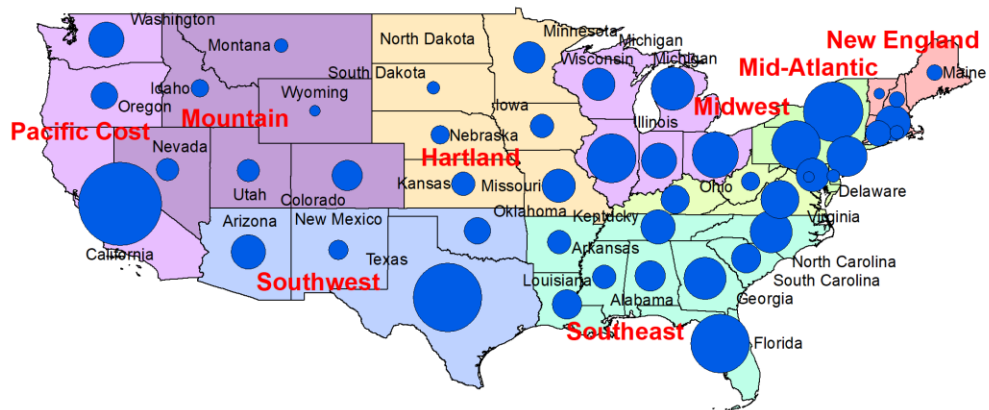 Washington
Minnesota
Michigan
North Dakota
New England
Montana
Wisconsin
Michigan
Mid-Atlantic
Maine
South Dakota
Idaho
Wyoming
Iowa
Midwest
Oregon
Mountain
Illinois
Pacific Cost
Nebraska
Nevada
Hartland
Utah
Colorado
Kansas
Missouri
Ohio
Delaware
Arizona
New Mexico
Oklahoma
Kentucky
Virginia
California
Texas
Arkansas
North Carolina
Southwest
Louisiana
South Carolina
Alabama
Georgia
Southeast
Florida